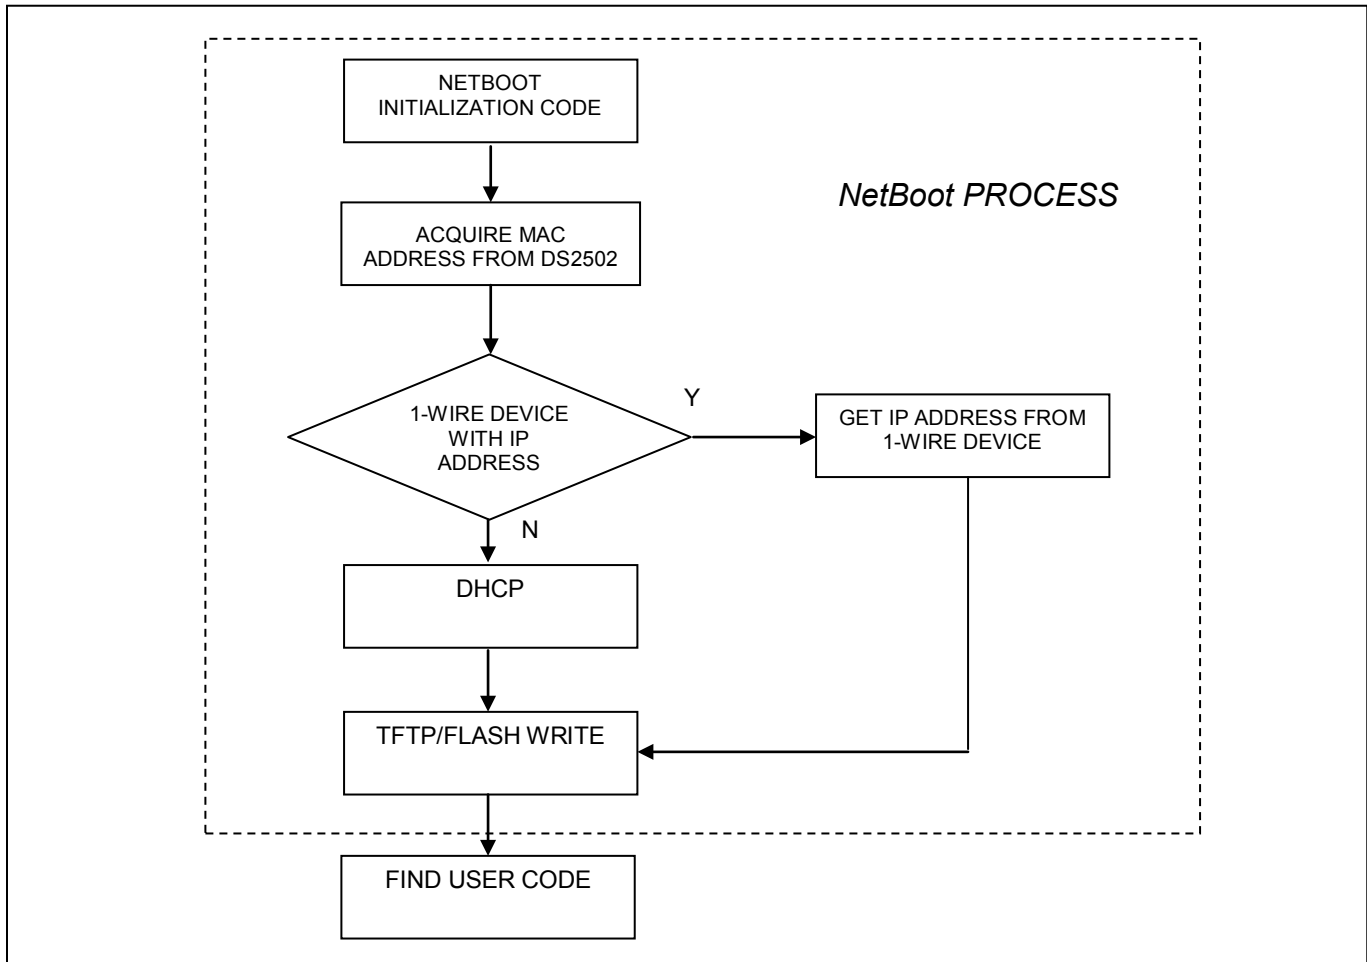 NETBOOT
INITIALIZATION CODE
NetBoot PROCESS
ACQUIRE MAC
ADDRESS FROM DS2502
1-WIRE DEVICE
WITH IP
ADDRESS
Y
GET IP ADDRESS FROM
1-WIRE DEVICE
N
DHCP
TFTP/FLASH WRITE
FIND USER CODE